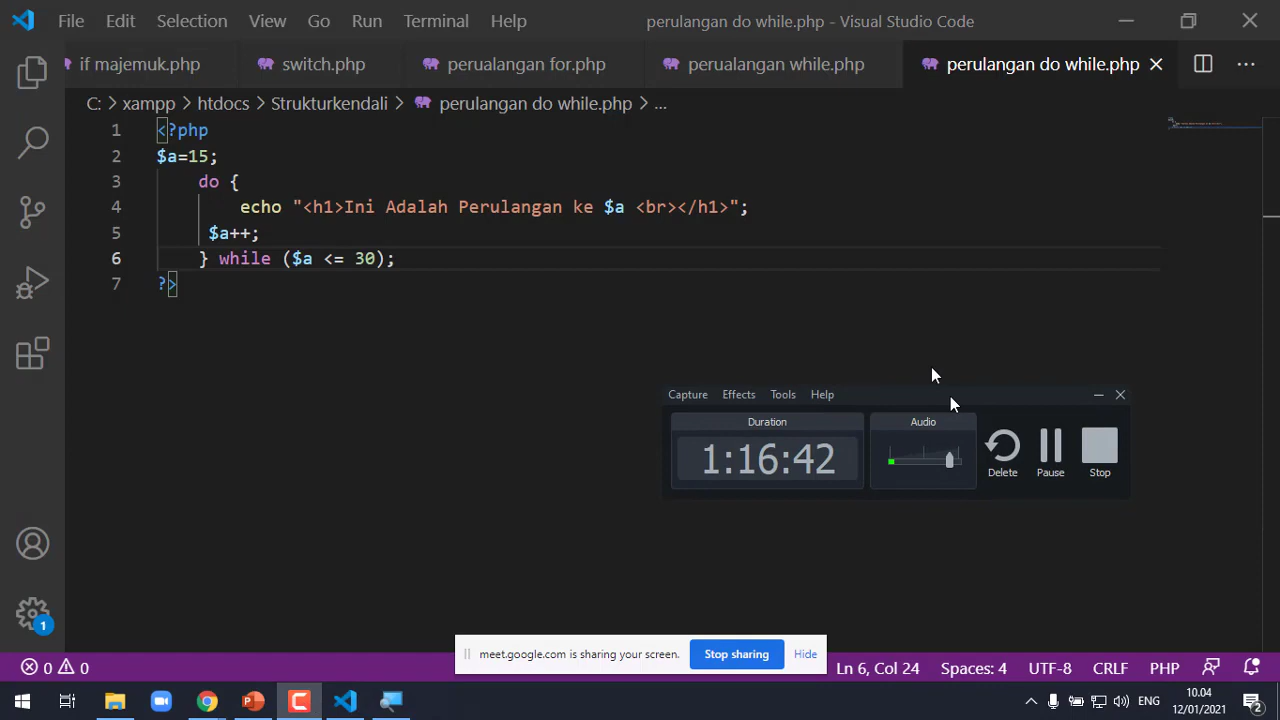 File Edit Selection View Go Run Terminal Help perulangan do while.php - Visual Studio Code
if majemuk.php switch.php perualangan for.php perualangan while.php perulangan do while.php
C: > xampp > htdocs > Strukturkendali > perulangan do while.php > ...
1 <?php
2 $a=15;
3 do {
4 echo "<h1>Ini Adalah Perulangan ke $a <br></h1>";
5 $a++;
6 } while ($a <= 30);
7 ?>
Capture Effects Tools Help
Duration Audio
1:16:42
Delete Pause Stop
1
meet.google.com is sharing your screen. Stop sharing Hide
0 0 Ln 6, Col 24 Spaces: 4 UTF-8 CRLF PHP
ENG 10.04
12/01/2021 2